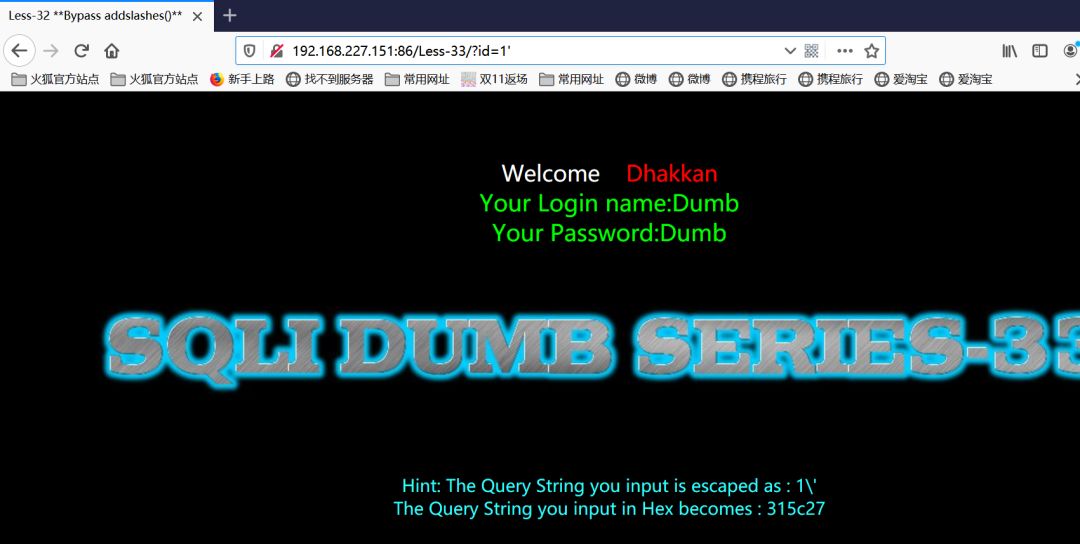 Less-32 **Bypass addslashes()**
192.168.227.151:86/Less-33/?id=1'
火狐官方站点 火狐官方站点 新手上路 找不到服务器 常用网址 双11返场 常用网址 微博 微博 携程旅行 携程旅行 爱淘宝 爱淘宝
Welcome Dhakkan
Your Login name:Dumb
Your Password:Dumb
SQLI DUMB SERIES-33
Hint: The Query String you input is escaped as : 1\'
The Query String you input in Hex becomes : 315c27